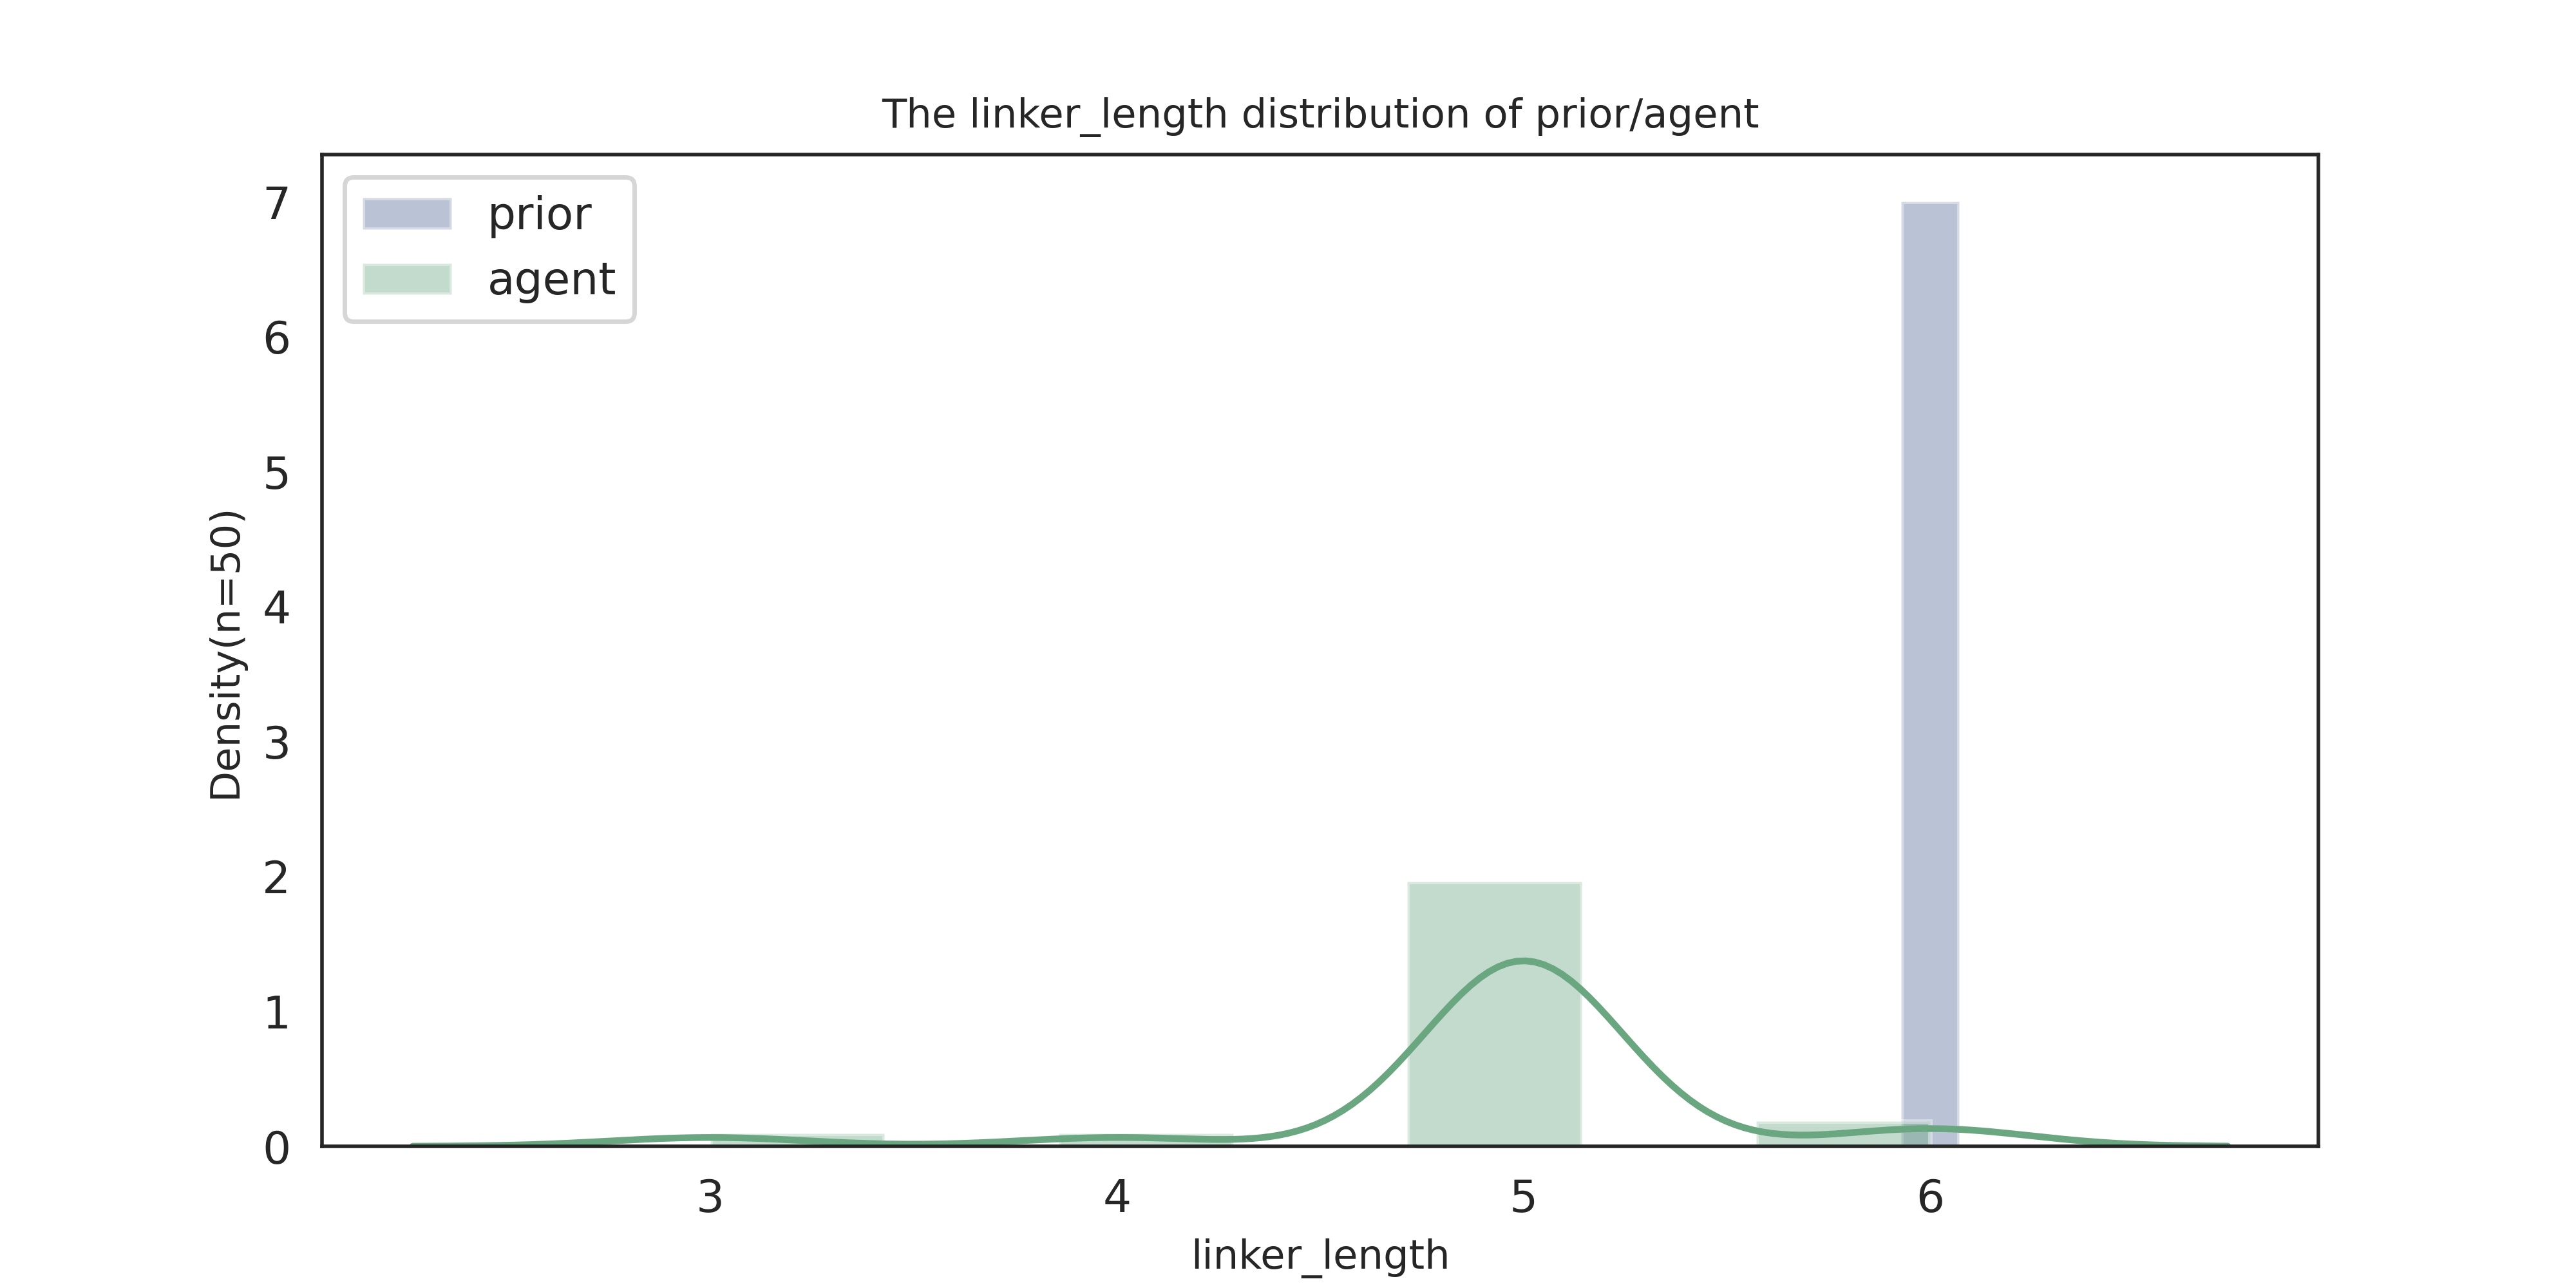 The linker_length distribution of prior/agent
prior
agent
Density(n=50)
7
6
5
4
3
2
1
0
3 4 5 6
linker_length